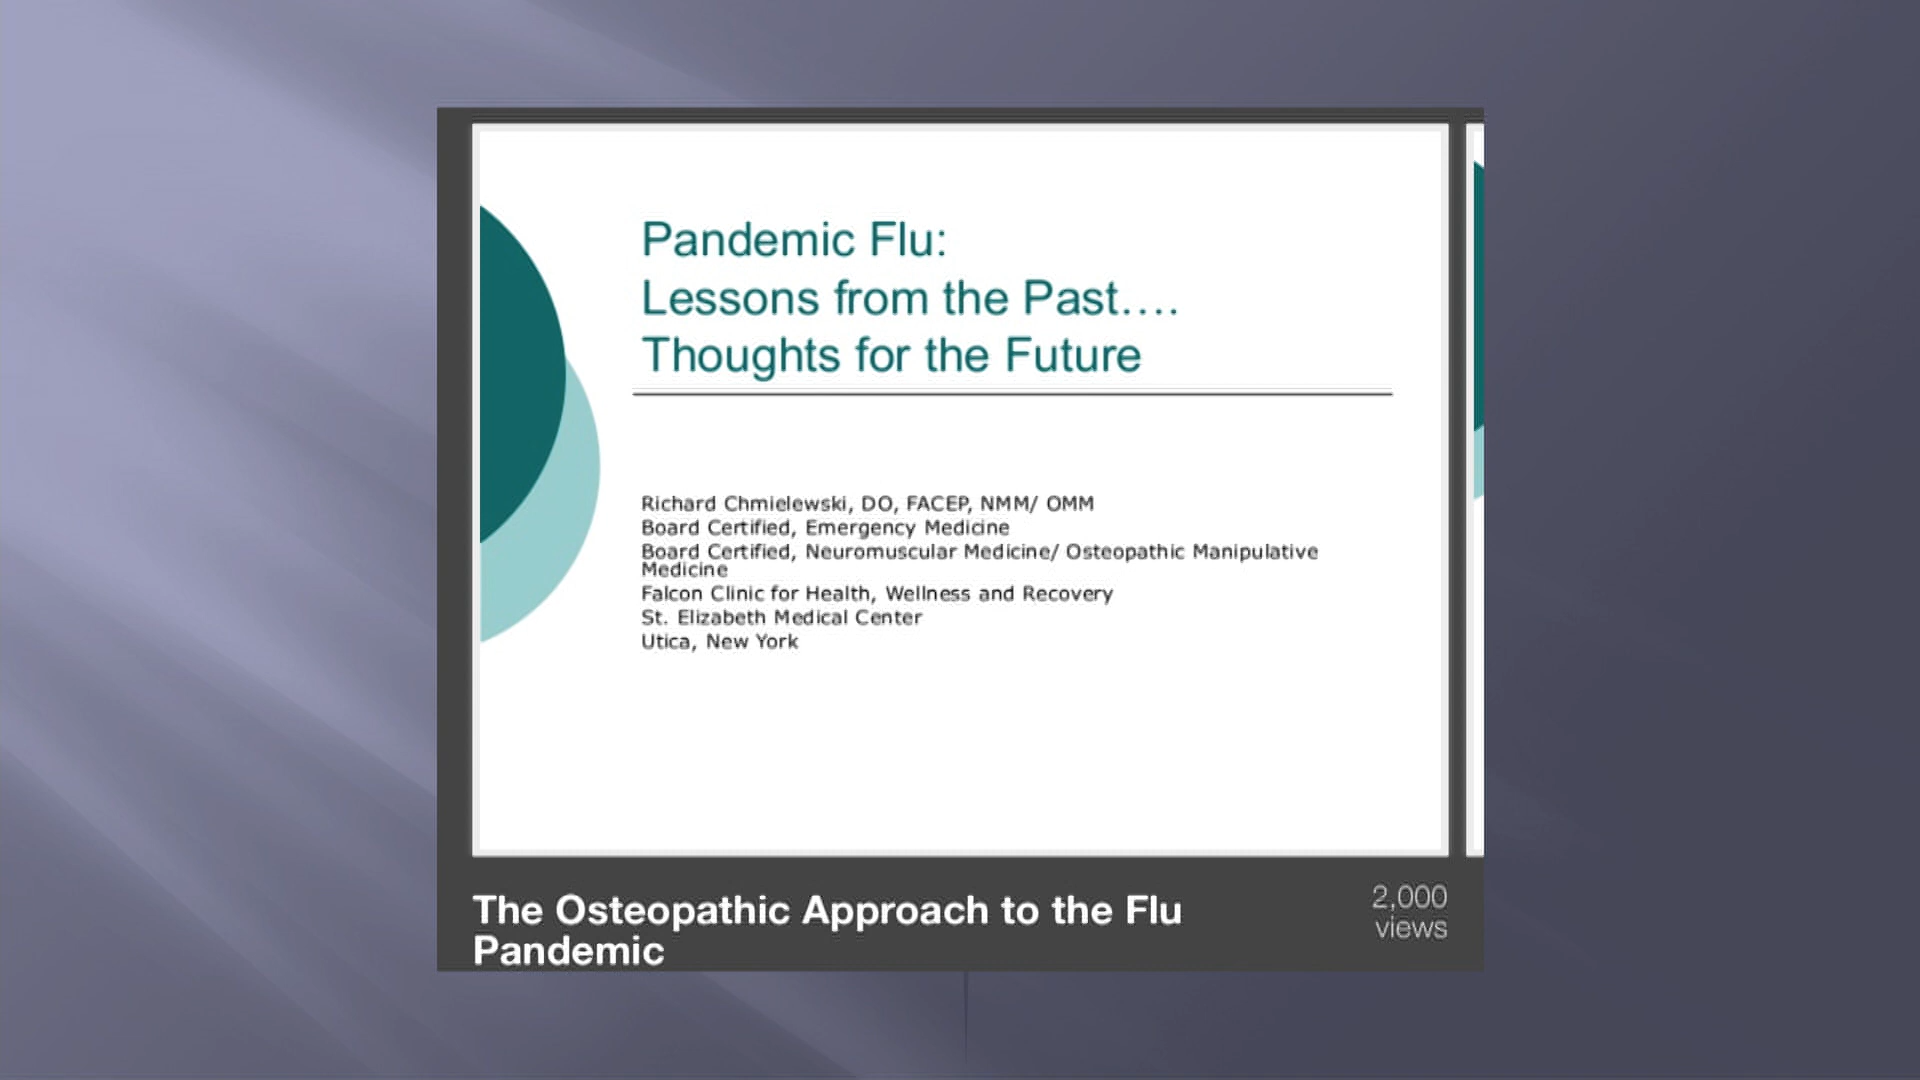 Pandemic Flu:
Lessons from the Past....
Thoughts for the Future
Richard Chmielewski, DO, FACEP, NMM/ OMM
Board Certified, Emergency Medicine
Board Certified, Neuromuscular Medicine/ Osteopathic Manipulative
Medicine
Falcon Clinic for Health, Wellness and Recovery
St. Elizabeth Medical Center
Utica, New York
The Osteopathic Approach to the Flu
Pandemic
2,000
views